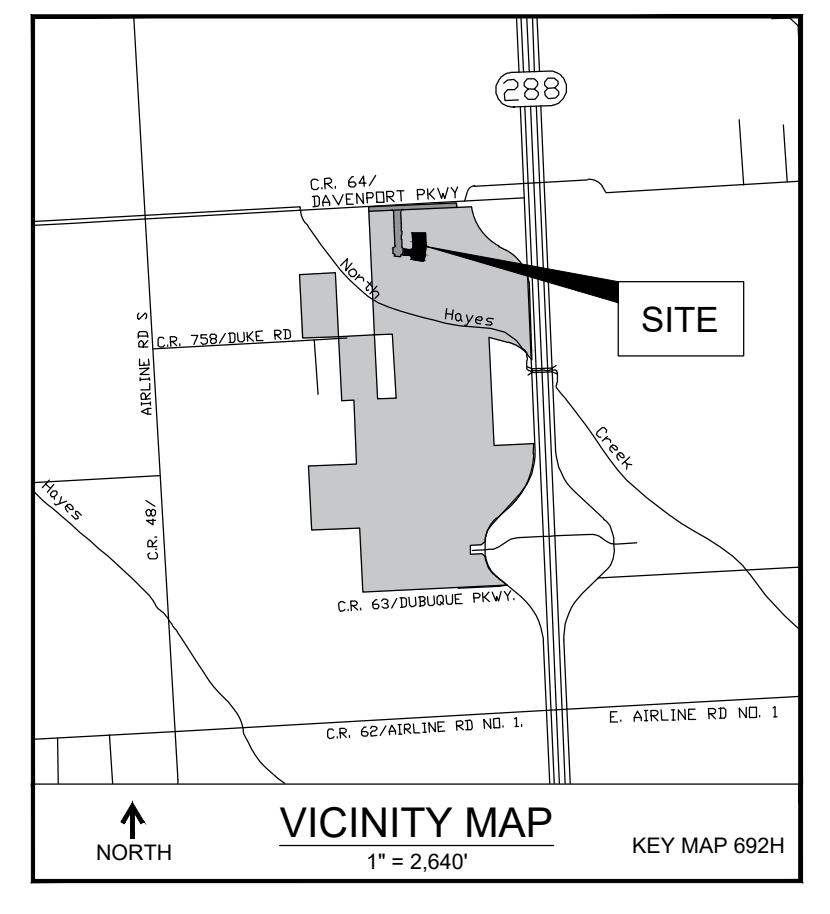 288
C.R. 64/
DAVENPORT PKWY
North
Hayes
SITE
C.R. 758/DUKE RD
AIRLINE RD S
Creek
Hayes
C.R. 48/
C.R. 63/DUBUQUE PKWY.
C.R. 62/AIRLINE RD NO. 1.
E. AIRLINE RD NO. 1
NORTH
VICINITY MAP
1" = 2,640'
KEY MAP 692H